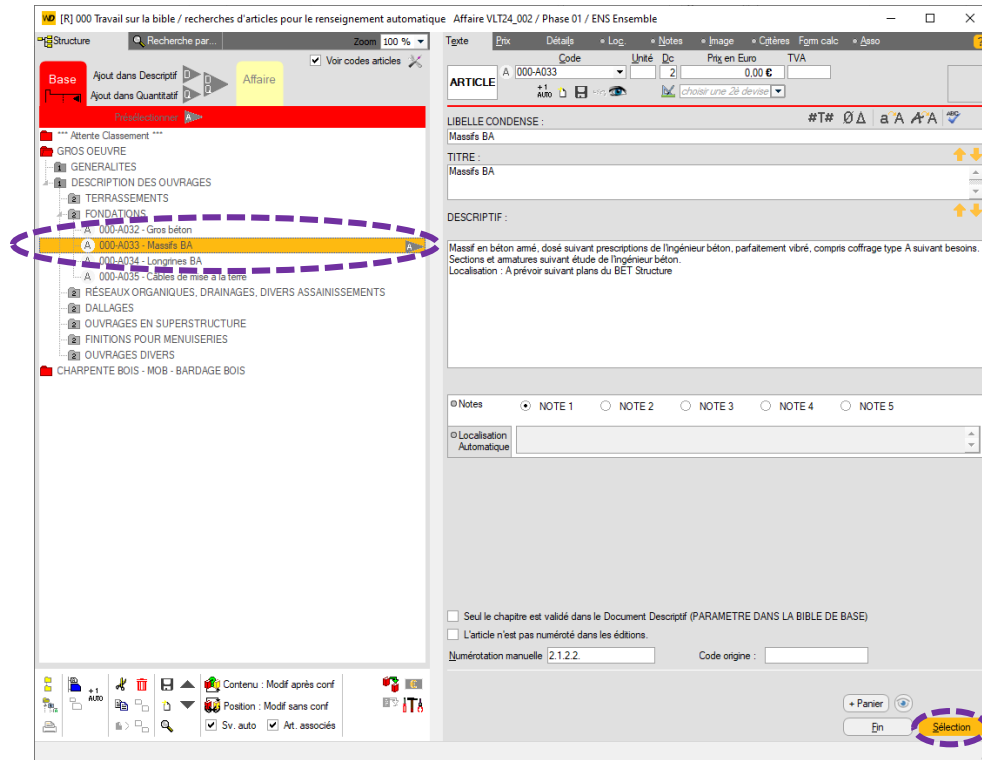 [R] 000 Travail sur la bible / recherches d'articles pour le renseignement automatique  Affaire VLT24_002 / Phase 01 / ENS Ensemble
Structure
Recherche par...
Zoom 100 %
Voir codes articles
Base
Ajout dans Descriptif
Ajout dans Quantitatif
Affaire
Présélectionner
*** Attente Classement ***
GROS OEUVRE
GENERALITES
DESCRIPTION DES OUVRAGES
TERRASSEMENTS
FONDATIONS
000-A032 - Gros béton
000-A033 - Massifs BA
000-A034 - Longrines BA
000-A035 - Cables de mise à la terre
RÉSEAUX ORGANIQUES, DRAINAGES, DIVERS ASSAINISSEMENTS
DALLAGES
OUVRAGES EN SUPERSTRUCTURE
FINITIONS POUR MENUISERIES
OUVRAGES DIVERS
CHARPENTE BOIS - MOB - BARDAGE BOIS
+1 AUTO
Contenu : Modif après conf
Position : Modif sans conf
Sv. auto
Art. associés
Texte Prix Détails Loc. Notes Image Critères Form calc Asso
Code Unité Dc Prix en Euro TVA
ARTICLE A 000-A033 2 0.00 €
+1 AUTO choisir une 2è devise
LIBELLE CONDENSE :
Massifs BA
TITRE :
Massifs BA
DESCRIPTIF :
Massif en béton armé, dosé suivant prescriptions de l'ingénieur béton, parfaitement vibré, compris coffrage type A suivant besoins.
Sections et armatures suivant étude de l'Ingénieur béton.
Localisation : A prévoir suivant plans du BET Structure
Notes NOTE 1 NOTE 2 NOTE 3 NOTE 4 NOTE 5
Localisation
Automatique
Seul le chapitre est validé dans le Document Descriptif (PARAMETRE DANS LA BIBLE DE BASE)
L'article n'est pas numéroté dans les éditions.
Numérotation manuelle 2.1.2.2. Code origine :
+ Panier
Fin
Sélection